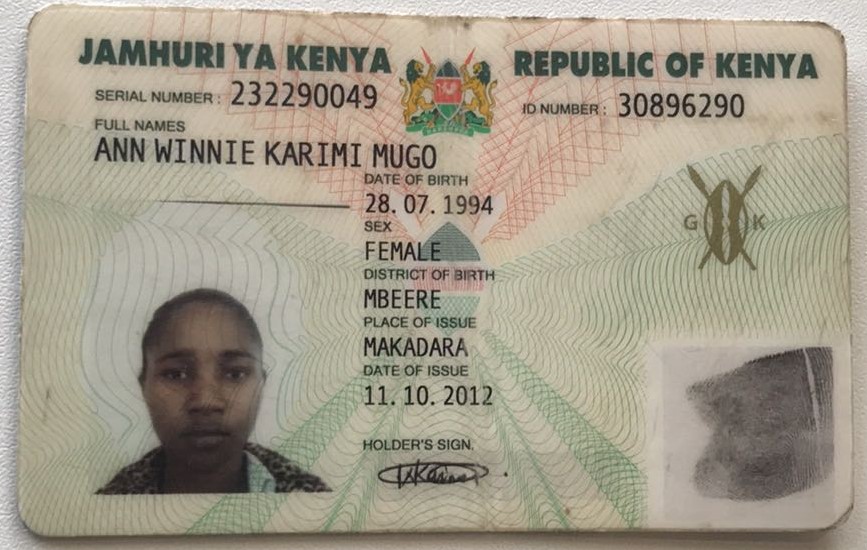 JAMHURI YA KENYA
REPUBLIC OF KENYA
SERIAL NUMBER : 232290049
ID NUMBER : 30896290
FULL NAMES
ANN WINNIE KARIMI MUGO
DATE OF BIRTH
28. 07. 1994
SEX
FEMALE
G K
DISTRICT OF BIRTH
MBEERE
PLACE OF ISSUE
MAKADARA
DATE OF ISSUE
11. 10. 2012
HOLDER'S SIGN.